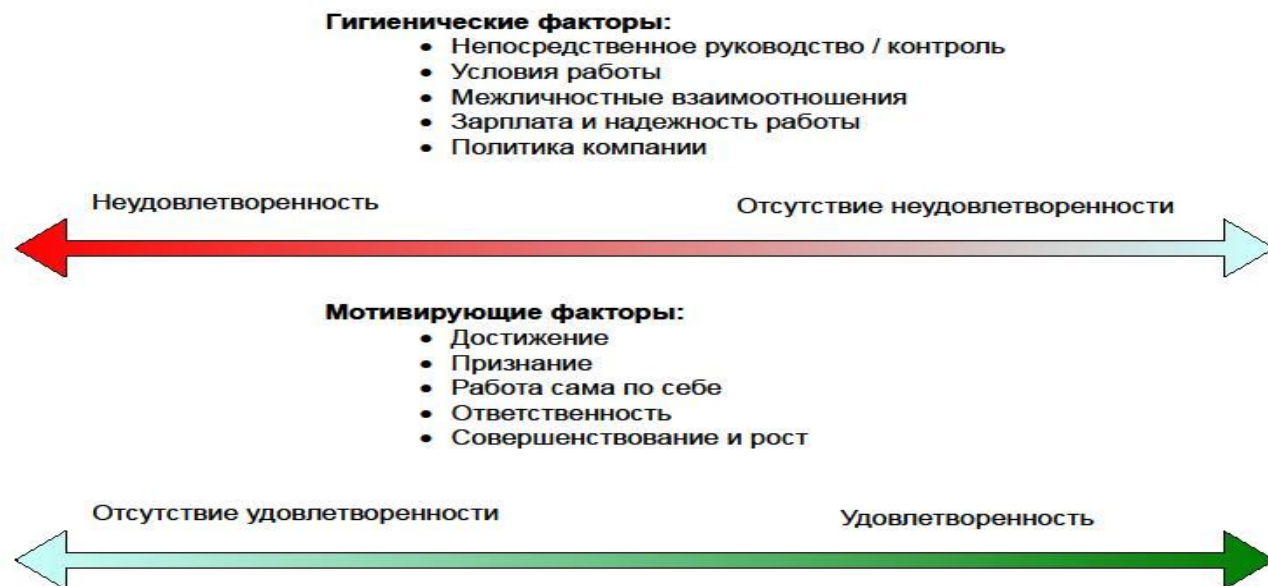 Гигиенические факторы:
• Непосредственное руководство / контроль
• Условия работы
• Межличностные взаимоотношения
• Зарплата и надежность работы
• Политика компании
Неудовлетворенность
Отсутствие неудовлетворенности
Мотивирующие факторы:
• Достижение
• Признание
• Работа сама по себе
• Ответственность
• Совершенствование и рост
Отсутствие удовлетворенности
Удовлетворенность